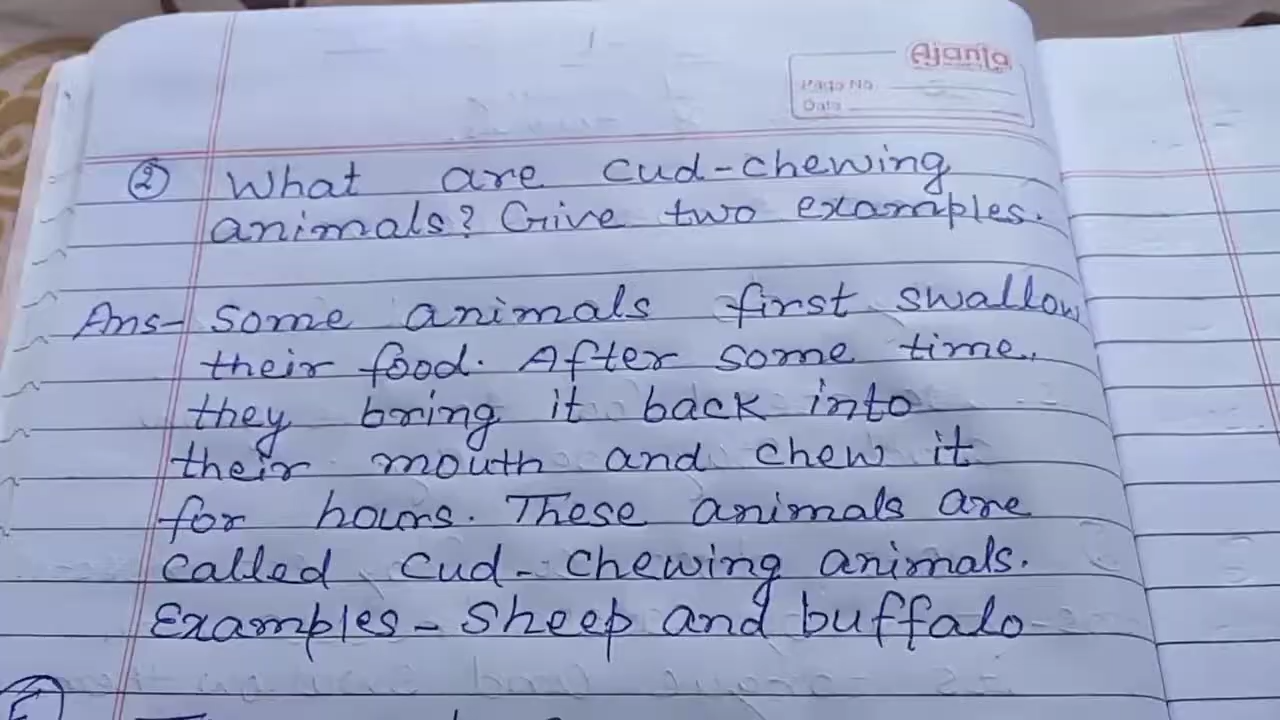 Ajanta
Page No
Date
② What are cud-chewing
animals? Give two examples.
Ans- Some animals first swallow
their food. After some time,
they bring it back into
their mouth and chew it
for hours. These animals are
called cud-chewing animals.
Examples- Sheep and buffalo